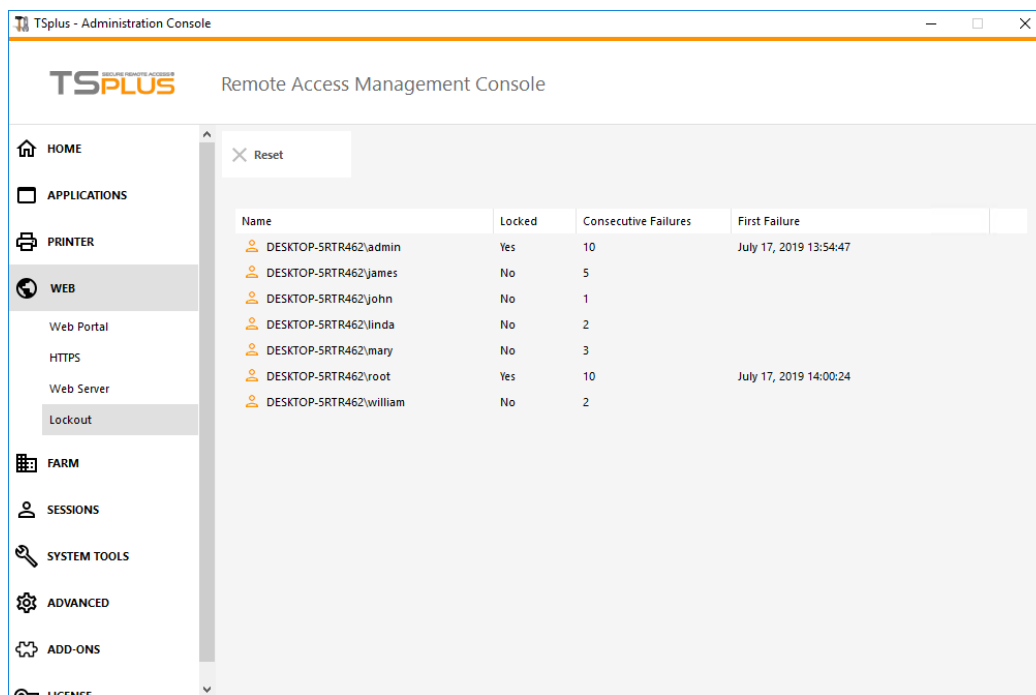 TSplus - Administration Console
TSPLUS SECURE REMOTE ACCESS®
Remote Access Management Console
HOME
APPLICATIONS
PRINTER
WEB
Web Portal
HTTPS
Web Server
Lockout
FARM
SESSIONS
SYSTEM TOOLS
ADVANCED
ADD-ONS
LICENSE
Reset
Name Locked Consecutive Failures First Failure
DESKTOP-5RTR462\admin Yes 10 July 17, 2019 13:54:47
DESKTOP-5RTR462\james No 5
DESKTOP-5RTR462\john No 1
DESKTOP-5RTR462\linda No 2
DESKTOP-5RTR462\mary No 3
DESKTOP-5RTR462\root Yes 10 July 17, 2019 14:00:24
DESKTOP-5RTR462\william No 2